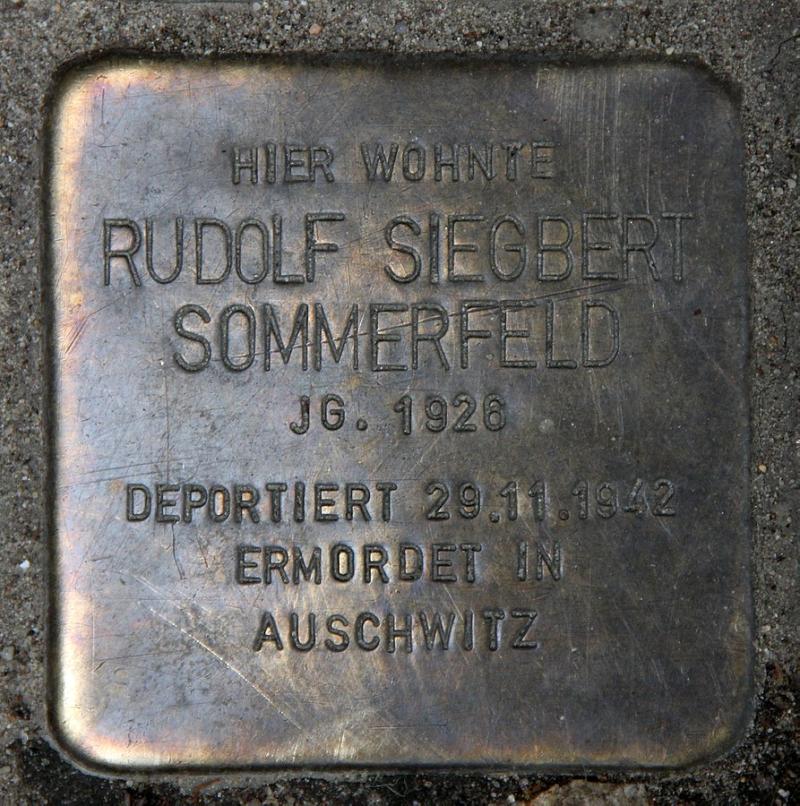 HIER WOHNTE
RUDOLF SIEGBERT
SOMMERFELD
JG. 1926
DEPORTIERT 29.11.1942
ERMORDET IN
AUSCHWITZ